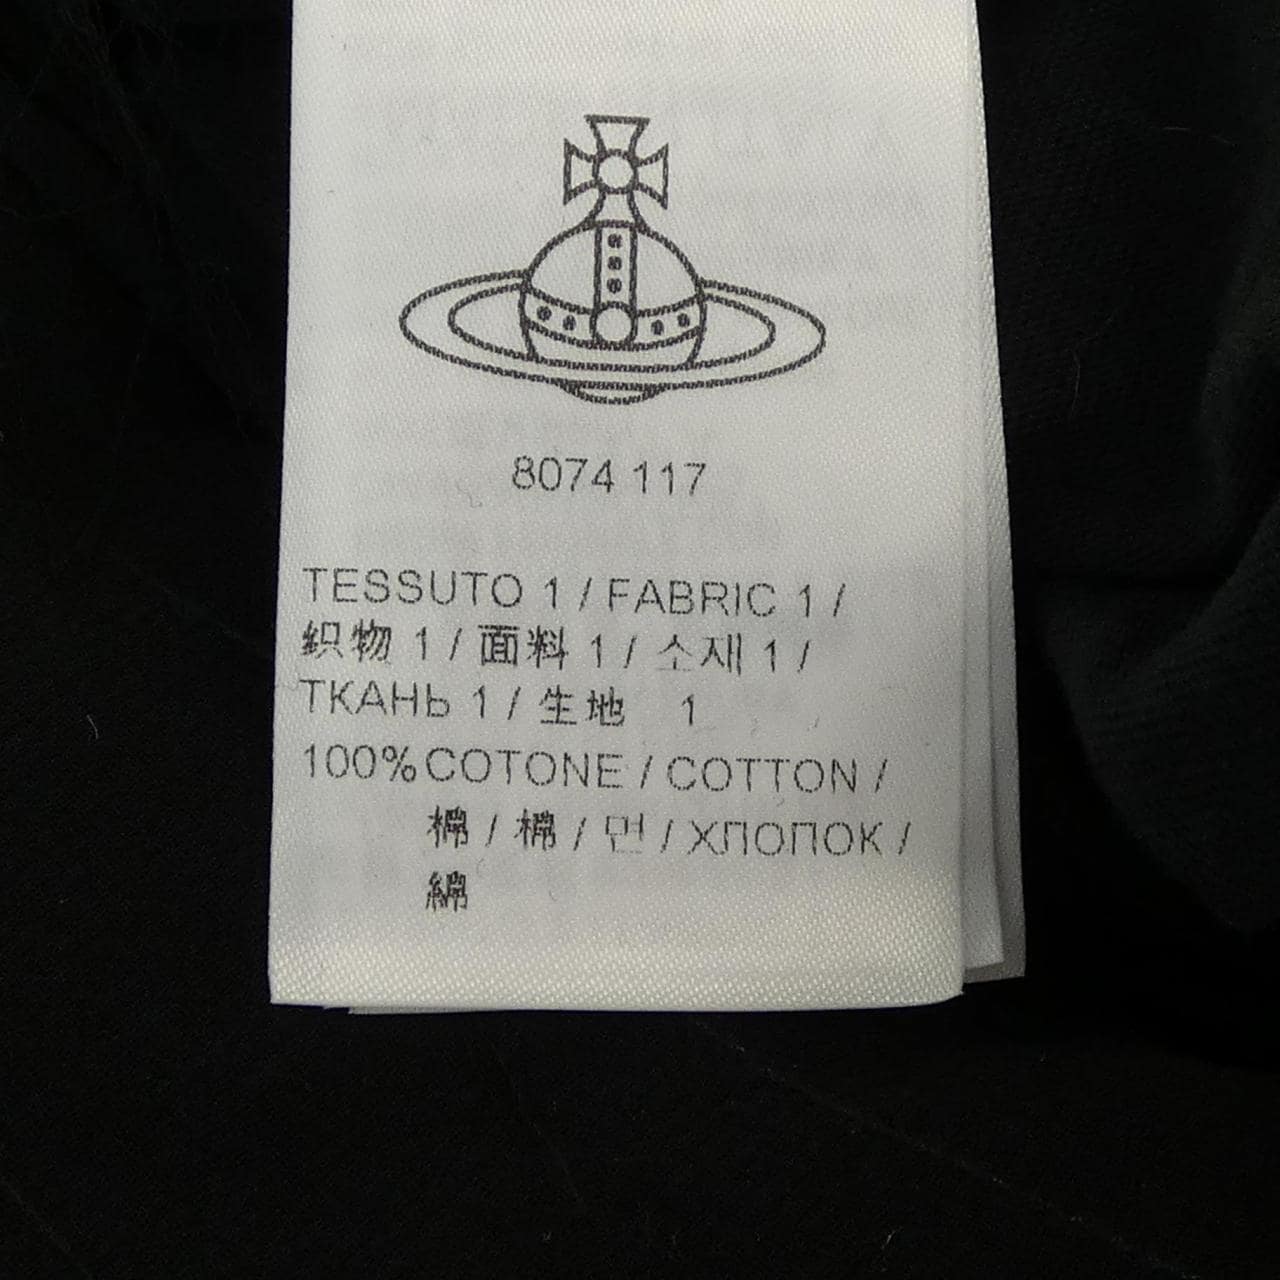 8074 117
TESSUTO 1 / FABRIC 1 /
织物 1 / 面料 1 / 소재 1 /
ТКАНЬ 1 / 生地 1
100% COTONE / COTTON /
棉 / 棉 / 면 / ХЛОПОК /
綿